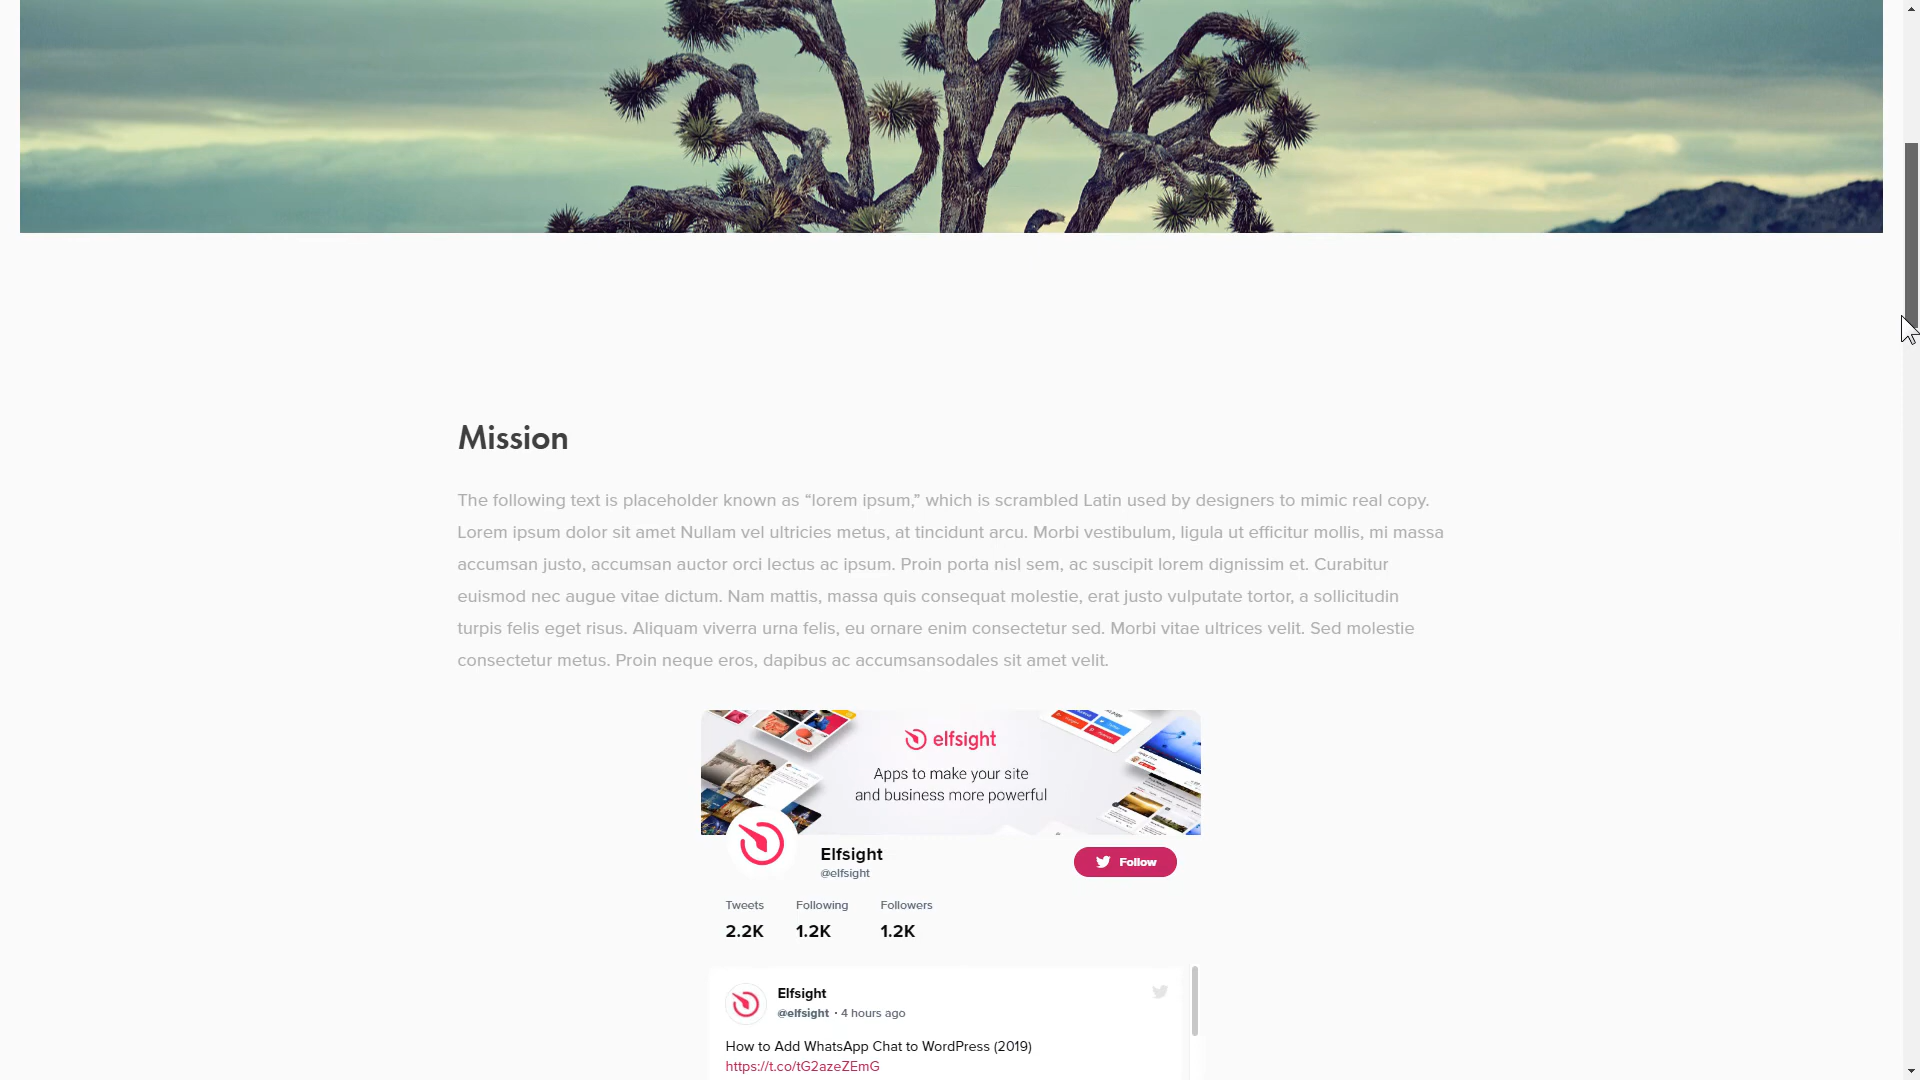 Mission
The following text is placeholder known as “lorem ipsum,” which is scrambled Latin used by designers to mimic real copy.
Lorem ipsum dolor sit amet Nullam vel ultricies metus, at tincidunt arcu. Morbi vestibulum, ligula ut efficitur mollis, mi massa
accumsan justo, accumsan auctor orci lectus ac ipsum. Proin porta nisl sem, ac suscipit lorem dignissim et. Curabitur
euismod nec augue vitae dictum. Nam mattis, massa quis consequat molestie, erat justo vulputate tortor, a sollicitudin
turpis felis eget risus. Aliquam viverra urna felis, eu ornare enim consectetur sed. Morbi vitae ultrices velit. Sed molestie
consectetur metus. Proin neque eros, dapibus ac accumsansodales sit amet velit.
elfsight
Apps to make your site
and business more powerful
Elfsight
@elfsight
Follow
Tweets Following Followers
2.2K 1.2K 1.2K
Elfsight
@elfsight · 4 hours ago
How to Add WhatsApp Chat to WordPress (2019)
https://t.co/tG2azeZEmG